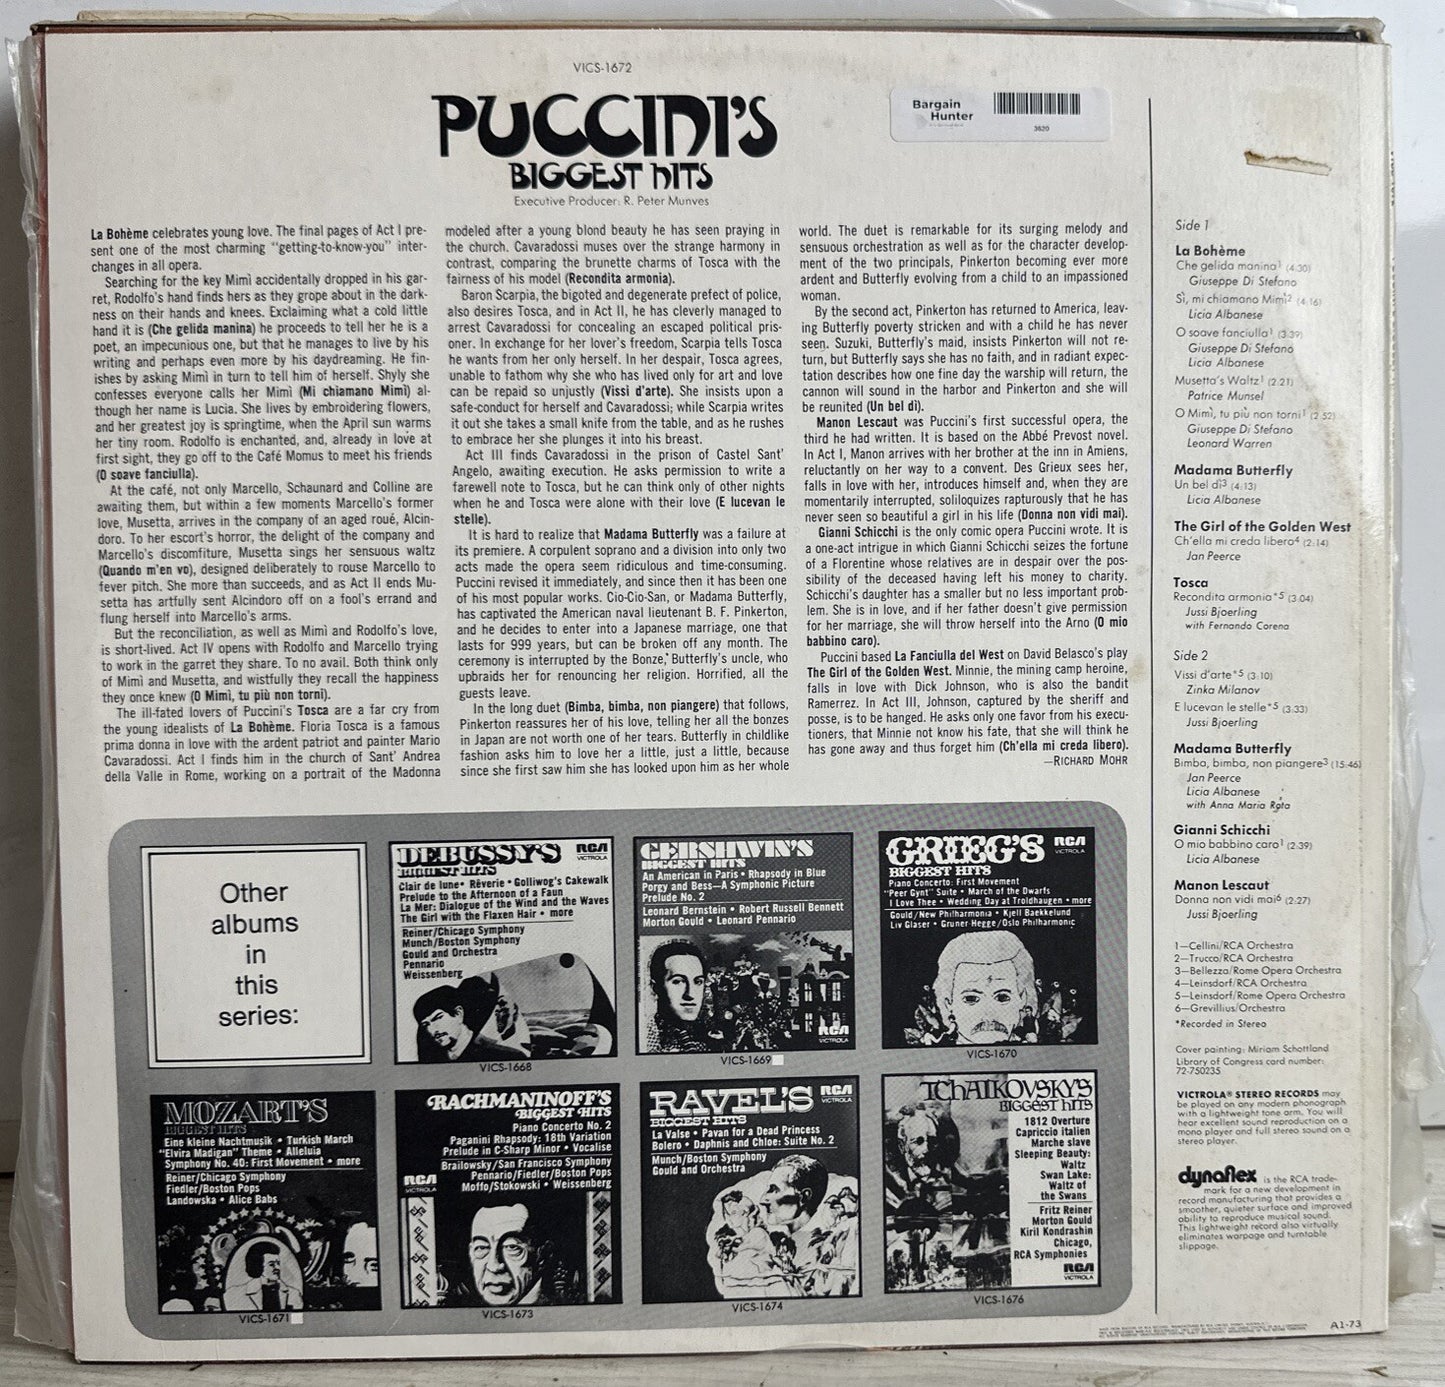 VICS-1672
PUCCINI'S
BIGGEST HITS
Executive Producer: R. Peter Munves
Bargain
Hunter
3620
La Bohème celebrates young love. The final pages of Act I pre-
sent one of the most charming "getting-to-know-you" inter-
changes in all opera.
Searching for the key Mimì accidentally dropped in his gar-
ret, Rodolfo's hand finds hers as they grope about in the dark-
ness on their hands and knees. Exclaiming what a cold little
hand it is (Che gelida manina) he proceeds to tell her he is a
poet, an impecunious one, but that he manages to live by his
writing and perhaps even more by his daydreaming. He fin-
ishes by asking Mimì in turn to tell him of herself. Shyly she
confesses everyone calls her Mimì (Mi chiamano Mimì) al-
though her name is Lucia. She lives by embroidering flowers,
and her greatest joy is springtime, when the April sun warms
her tiny room. Rodolfo is enchanted, and, already in love at
first sight, they go off to the Café Momus to meet his friends
(O soave fanciulla).
At the café, not only Marcello, Schaunard and Colline are
awaiting them, but within a few moments Marcello's former
love, Musetta, arrives in the company of an aged roué, Alcin-
doro. To her escort's horror, the delight of the company and
Marcello's discomfiture, Musetta sings her sensuous waltz
(Quando m'en vo), designed deliberately to rouse Marcello to
fever pitch. She more than succeeds, and as Act II ends Mu-
setta has artfully sent Alcindoro off on a fool's errand and
flung herself into Marcello's arms.
But the reconciliation, as well as Mimì and Rodolfo's love,
is short-lived. Act IV opens with Rodolfo and Marcello trying
to work in the garret they share. To no avail. Both think only
of Mimì and Musetta, and wistfully they recall the happiness
they once knew (O Mimì, tu più non torni).
The ill-fated lovers of Puccini's Tosca are a far cry from
the young idealists of La Bohème. Floria Tosca is a famous
prima donna in love with the ardent patriot and painter Mario
Cavaradossi. Act I finds him in the church of Sant' Andrea
della Valle in Rome, working on a portrait of the Madonna
modeled after a young blond beauty he has seen praying in
the church. Cavaradossi muses over the strange harmony in
contrast, comparing the brunette charms of Tosca with the
fairness of his model (Recondita armonia).
Baron Scarpia, the bigoted and degenerate prefect of police,
also desires Tosca, and in Act II, he has cleverly managed to
arrest Cavaradossi for concealing an escaped political pris-
oner. In exchange for her lover's freedom, Scarpia tells Tosca
he wants from her only herself. In her despair, Tosca agrees,
unable to fathom why she who has lived only for art and love
can be repaid so unjustly (Vissi d'arte). She insists upon a
safe-conduct for herself and Cavaradossi; while Scarpia writes
it out she takes a small knife from the table, and as he rushes
to embrace her she plunges it into his breast.
Act III finds Cavaradossi in the prison of Castel Sant'
Angelo, awaiting execution. He asks permission to write a
farewell note to Tosca, but he can think only of other nights
when he and Tosca were alone with their love (E lucevan le
stelle).
It is hard to realize that Madama Butterfly was a failure at
its premiere. A corpulent soprano and a division into only two
acts made the opera seem ridiculous and time-consuming.
Puccini revised it immediately, and since then it has been one
of his most popular works. Cio-Cio-San, or Madama Butterfly,
has captivated the American naval lieutenant B. F. Pinkerton,
and he decides to enter into a Japanese marriage, one that
lasts for 999 years, but can be broken off any month. The
ceremony is interrupted by the Bonze, Butterfly's uncle, who
upbraids her for renouncing her religion. Horrified, all the
guests leave.
In the long duet (Bimba, bimba, non piangere) that follows,
Pinkerton reassures her of his love, telling her all the bonzes
in Japan are not worth one of her tears. Butterfly in childlike
fashion asks him to love her a little, just a little, because
since she first saw him she has looked upon him as her whole
world. The duet is remarkable for its surging melody and
sensuous orchestration as well as for the character develop-
ment of the two principals, Pinkerton becoming ever more
ardent and Butterfly evolving from a child to an impassioned
woman.
By the second act, Pinkerton has returned to America, leav-
ing Butterfly poverty stricken and with a child he has never
seen. Suzuki, Butterfly's maid, insists Pinkerton will not re-
turn, but Butterfly says she has no faith, and in radiant expec-
tation describes how one fine day the warship will return, the
cannon will sound in the harbor and Pinkerton and she will
be reunited (Un bel dì).
Manon Lescaut was Puccini's first successful opera, the
third he had written. It is based on the Abbé Prevost novel.
In Act I, Manon arrives with her brother at the inn in Amiens,
reluctantly on her way to a convent. Des Grieux sees her,
falls in love with her, introduces himself and, when they are
momentarily interrupted, soliloquizes rapturously that he has
never seen so beautiful a girl in his life (Donna non vidi mai).
Gianni Schicchi is the only comic opera Puccini wrote. It is
a one-act intrigue in which Gianni Schicchi seizes the fortune
of a Florentine whose relatives are in despair over the pos-
sibility of the deceased having left his money to charity.
Schicchi's daughter has a smaller but no less important prob-
lem. She is in love, and if her father doesn't give permission
for her marriage, she will throw herself into the Arno (O mio
babbino caro).
Puccini based La Fanciulla del West on David Belasco's play
The Girl of the Golden West. Minnie, the mining camp heroine,
falls in love with Dick Johnson, who is also the bandit
Ramerrez. In Act III, Johnson, captured by the sheriff and
posse, is to be hanged. He asks only one favor from his execu-
tioners, that Minnie not know his fate, that she will think he
has gone away and thus forget him (Ch'ella mi creda libero).
—RICHARD MOHR
Side 1
La Bohème
Che gelida manina¹ (4:30)
Giuseppe Di Stefano
Sì, mi chiamano Mimì² (4:16)
Licia Albanese
O soave fanciulla¹ (3:39)
Giuseppe Di Stefano
Licia Albanese
Musetta's Waltz¹ (2:21)
Patrice Munsel
O Mimì, tu più non torni¹ (2:52)
Giuseppe Di Stefano
Leonard Warren
Madama Butterfly
Un bel dì³ (4:13)
Licia Albanese
The Girl of the Golden West
Ch'ella mi creda libero⁴ (2:14)
Jan Peerce
Tosca
Recondita armonia*⁵ (3:04)
Jussi Bjoerling
with Fernando Corena
Side 2
Vissi d'arte*⁵ (3:10)
Zinka Milanov
E lucevan le stelle*⁵ (3:33)
Jussi Bjoerling
Madama Butterfly
Bimba, bimba, non piangere³ (15:46)
Jan Peerce
Licia Albanese
with Anna Maria Rota
Gianni Schicchi
O mio babbino caro¹ (2:39)
Licia Albanese
Manon Lescaut
Donna non vidi mai⁶ (2:27)
Jussi Bjoerling
1—Cellini/RCA Orchestra
2—Trucco/RCA Orchestra
3—Bellezza/Rome Opera Orchestra
4—Leinsdorf/RCA Orchestra
5—Leinsdorf/Rome Opera Orchestra
6—Grevillius/Orchestra
*Recorded in Stereo
Cover painting: Miriam Schottland
Library of Congress card number:
72-750235
VICTROLA® STEREO RECORDS may
be played on any modern phonograph
with a lightweight tone arm. You will
hear excellent sound reproduction on a
mono player and full stereo sound on a
stereo player.
dynaflex is the RCA trade-
mark for a new development in
record manufacturing that provides a
smoother, quieter surface and improved
ability to reproduce musical sound.
This lightweight record also virtually
eliminates warpage and turntable
slippage.
Other
albums
in
this
series:
DEBUSSY'S
BIGGEST HITS
RCA
VICTROLA
Clair de lune • Rêverie • Golliwog's Cakewalk
Prelude to the Afternoon of a Faun
La Mer: Dialogue of the Wind and the Waves
The Girl with the Flaxen Hair • more
Reiner/Chicago Symphony
Munch/Boston Symphony
Gould and Orchestra
Pennario
Weissenberg
VICS-1668
GERSHWIN'S
BIGGEST HITS
An American in Paris • Rhapsody in Blue
Porgy and Bess—A Symphonic Picture
Prelude No. 2
Leonard Bernstein • Robert Russell Bennett
Morton Gould • Leonard Pennario
RCA
VICTROLA
VICS-1669
GRIEG'S
BIGGEST HITS
RCA
VICTROLA
Piano Concerto: First Movement
"Peer Gynt" Suite • March of the Dwarfs
I Love Thee • Wedding Day at Troldhaugen • more
Gould/New Philharmonia • Kjell Baekkelund
Liv Glaser • Gruner-Hegge/Oslo Philharmonic
VICS-1670
MOZART'S
BIGGEST HITS
Eine kleine Nachtmusik • Turkish March
"Elvira Madigan" Theme • Alleluia
Symphony No. 40: First Movement • more
Reiner/Chicago Symphony
Fiedler/Boston Pops
Landowska • Alice Babs
VICS-1671
RACHMANINOFF'S
BIGGEST HITS
Piano Concerto No. 2
Paganini Rhapsody: 18th Variation
Prelude in C-Sharp Minor • Vocalise
Brailowsky/San Francisco Symphony
Pennario/Fiedler/Boston Pops
Moffo/Stokowski • Weissenberg
RCA
VICTROLA
VICS-1673
RAVEL'S
BIGGEST HITS
RCA
VICTROLA
La Valse • Pavan for a Dead Princess
Bolero • Daphnis and Chloe: Suite No. 2
Munch/Boston Symphony
Gould and Orchestra
VICS-1674
TCHAIKOVSKY'S
BIGGEST HITS
1812 Overture
Capriccio italien
Marche slave
Sleeping Beauty:
Waltz
Swan Lake:
Waltz of
the Swans
Fritz Reiner
Morton Gould
Kiril Kondrashin
Chicago,
RCA Symphonies
RCA
VICTROLA
VICS-1676
A1-73